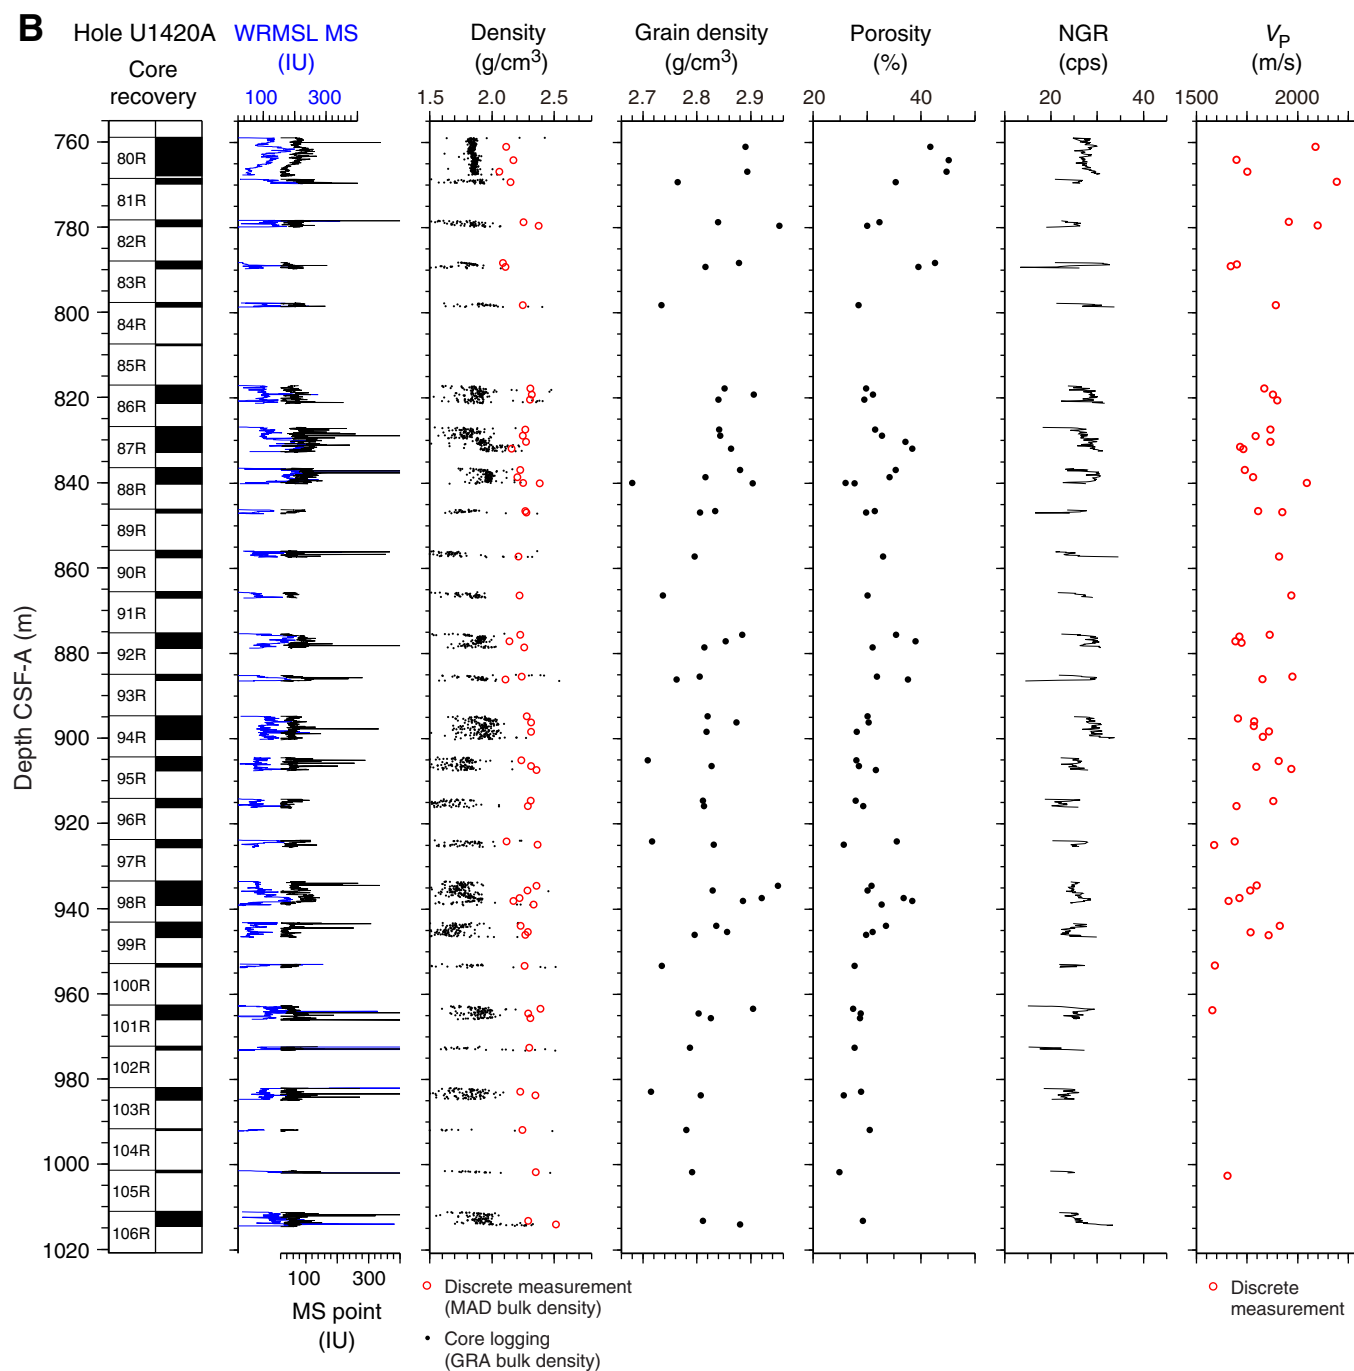 B
Hole U1420A WRMSL MS Density Grain density Porosity NGR VP
(IU) (g/cm3) (g/cm3) (%) (cps) (m/s)
Core
recovery
100 300 1.5 2.0 2.5 2.7 2.8 2.9 20 40 20 40 1500 2000
760
80R
81R
780
82R
83R
800
84R
85R
820
86R
87R
840
88R
89R
860
90R
91R
880
92R
93R
900
94R
95R
920
96R
97R
940
98R
99R
960
100R
101R
980
102R
103R
1000
104R
105R
1020
106R
Depth CSF-A (m)
100 300
MS point
(IU)
Discrete measurement
(MAD bulk density)
Core logging
(GRA bulk density)
Discrete
measurement